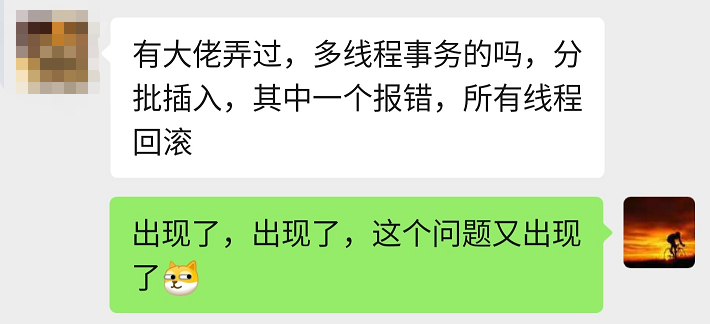 有大佬弄过，多线程事务的吗，分
批插入，其中一个报错，所有线程
回滚
出现了，出现了，这个问题又出现
了